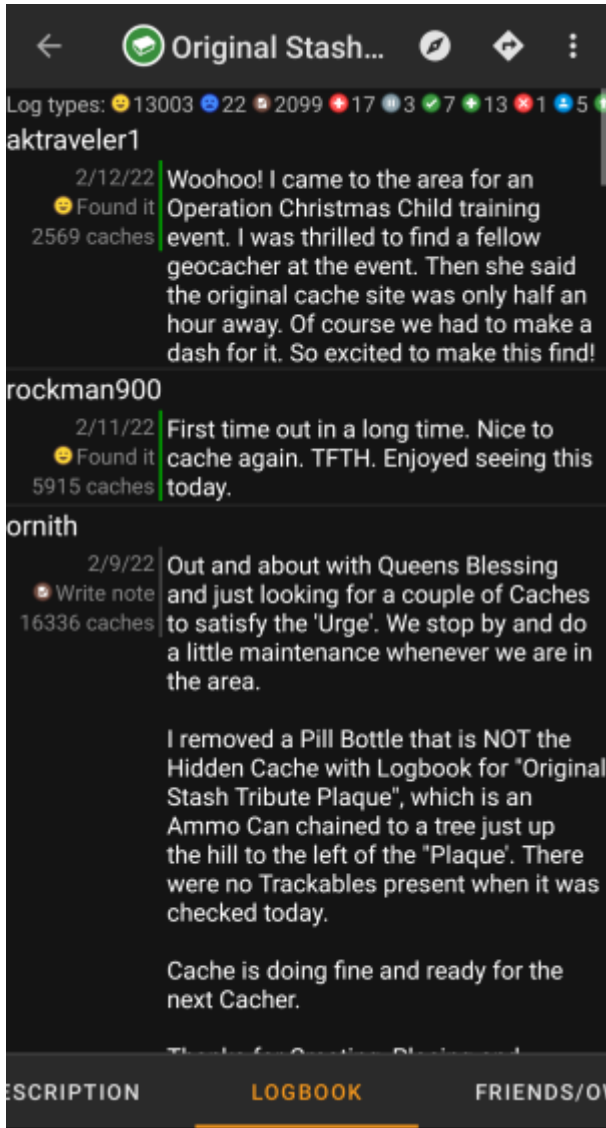 Original Stash...
Log types: 13003 22 2099 17 3 7 13 1 5
aktraveler1
2/12/22
Found it
2569 caches
Woohoo! I came to the area for an
Operation Christmas Child training
event. I was thrilled to find a fellow
geocacher at the event. Then she said
the original cache site was only half an
hour away. Of course we had to make a
dash for it. So excited to make this find!
rockman900
2/11/22
Found it
5915 caches
First time out in a long time. Nice to
cache again. TFTH. Enjoyed seeing this
today.
ornith
2/9/22
Write note
16336 caches
Out and about with Queens Blessing
and just looking for a couple of Caches
to satisfy the 'Urge'. We stop by and do
a little maintenance whenever we are in
the area.
I removed a Pill Bottle that is NOT the
Hidden Cache with Logbook for "Original
Stash Tribute Plaque", which is an
Ammo Can chained to a tree just up
the hill to the left of the "Plaque'. There
were no Trackables present when it was
checked today.
Cache is doing fine and ready for the
next Cacher.
ESCRIPTION
LOGBOOK
FRIENDS/O